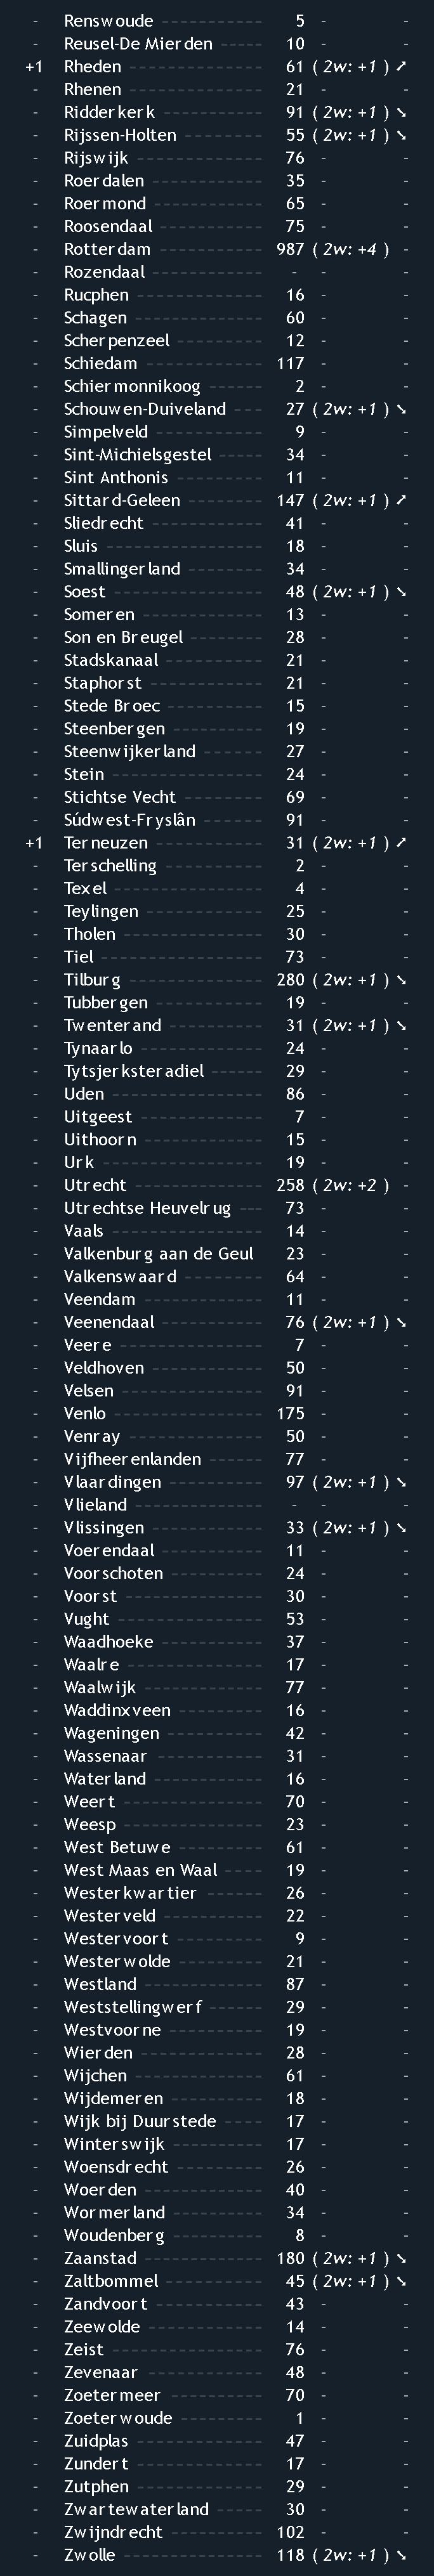 - Renswoude ------------ 5 - -
- Reusel-De Mierden ----- 10 - -
+1 Rheden --------------- 61 ( 2w: +1 ) ➚
- Rhenen --------------- 21 - -
- Ridderkerk ------------ 91 ( 2w: +1 ) ➘
- Rijssen-Holten --------- 55 ( 2w: +1 ) ➘
- Rijswijk --------------- 76 - -
- Roerdalen ------------- 35 - -
- Roermond ------------- 65 - -
- Roosendaal ------------ 75 - -
- Rotterdam ------------- 987 ( 2w: +4 ) -
- Rozendaal ------------- - - -
- Rucphen -------------- 16 - -
- Schagen --------------- 60 - -
- Scherpenzeel ---------- 12 - -
- Schiedam -------------- 117 - -
- Schiermonnikoog ------- 2 - -
- Schouwen-Duiveland --- 27 ( 2w: +1 ) ➘
- Simpelveld ------------- 9 - -
- Sint-Michielsgestel ----- 34 - -
- Sint Anthonis ----------- 11 - -
- Sittard-Geleen --------- 147 ( 2w: +1 ) ➚
- Sliedrecht ------------- 41 - -
- Sluis ------------------ 18 - -
- Smallingerland --------- 34 - -
- Soest ----------------- 48 ( 2w: +1 ) ➘
- Someren -------------- 13 - -
- Son en Breugel --------- 28 - -
- Stadskanaal ------------ 21 - -
- Staphorst ------------- 21 - -
- Stede Broec ----------- 15 - -
- Steenbergen ----------- 19 - -
- Steenwijkerland ------- 27 - -
- Stein ----------------- 24 - -
- Stichtse Vecht --------- 69 - -
- Súdwest-Fryslân ------- 91 - -
+1 Terneuzen ------------ 31 ( 2w: +1 ) ➚
- Terschelling ------------ 2 - -
- Texel ----------------- 4 - -
- Teylingen ------------- 25 - -
- Tholen ---------------- 30 - -
- Tiel ------------------- 73 - -
- Tilburg ---------------- 280 ( 2w: +1 ) ➘
- Tubbergen ------------- 19 - -
- Twenterand ----------- 31 ( 2w: +1 ) ➘
- Tynaarlo -------------- 24 - -
- Tytsjerksteradiel ------ 29 - -
- Uden ----------------- 86 - -
- Uitgeest -------------- 7 - -
- Uithoorn -------------- 15 - -
- Urk ------------------- 19 - -
- Utrecht --------------- 258 ( 2w: +2 ) -
- Utrechtse Heuvelrug --- 73 - -
- Vaals ----------------- 14 - -
- Valkenburg aan de Geul 23 - -
- Valkenswaard ---------- 64 - -
- Veendam -------------- 11 - -
- Veenendaal ------------ 76 ( 2w: +1 ) ➘
- Veere ---------------- 7 - -
- Veldhoven ------------ 50 - -
- Velsen ---------------- 91 - -
- Venlo ----------------- 175 - -
- Venray --------------- 50 - -
- Vijfheerenlanden ------ 77 - -
- Vlaardingen ----------- 97 ( 2w: +1 ) ➘
- Vlieland --------------- - - -
- Vlissingen ------------- 33 ( 2w: +1 ) ➘
- Voerendaal ------------ 11 - -
- Voorschoten ----------- 24 - -
- Voorst ---------------- 30 - -
- Vught ----------------- 53 - -
- Waadhoeke ------------ 37 - -
- Waalre --------------- 17 - -
- Waalwijk -------------- 77 - -
- Waddinxveen ---------- 16 - -
- Wageningen ----------- 42 - -
- Wassenaar ------------ 31 - -
- Waterland ------------ 16 - -
- Weert ---------------- 70 - -
- Weesp ---------------- 23 - -
- West Betuwe ---------- 61 - -
- West Maas en Waal ---- 19 - -
- Westerkwartier ------- 26 - -
- Westerveld ----------- 22 - -
- Westervoort ---------- 9 - -
- Westerwolde --------- 21 - -
- Westland ------------- 87 - -
- Weststellingwerf ------ 29 - -
- Westvoorne ----------- 19 - -
- Wierden -------------- 28 - -
- Wijchen --------------- 61 - -
- Wijdemeren ---------- 18 - -
- Wijk bij Duurstede ---- 17 - -
- Winterswijk ---------- 17 - -
- Woensdrecht --------- 26 - -
- Woerden ------------- 40 - -
- Wormerland ---------- 34 - -
- Woudenberg ---------- 8 - -
- Zaanstad ------------- 180 ( 2w: +1 ) ➘
- Zaltbommel ---------- 45 ( 2w: +1 ) ➘
- Zandvoort ------------ 43 - -
- Zeewolde ------------ 14 - -
- Zeist ----------------- 76 - -
- Zevenaar ------------- 48 - -
- Zoetermeer ---------- 70 - -
- Zoeterwoude --------- 1 - -
- Zuidplas -------------- 47 - -
- Zundert -------------- 17 - -
- Zutphen -------------- 29 - -
- Zwartewaterland ------ 30 - -
- Zwijndrecht ---------- 102 - -
- Zwolle --------------- 118 ( 2w: +1 ) ➘